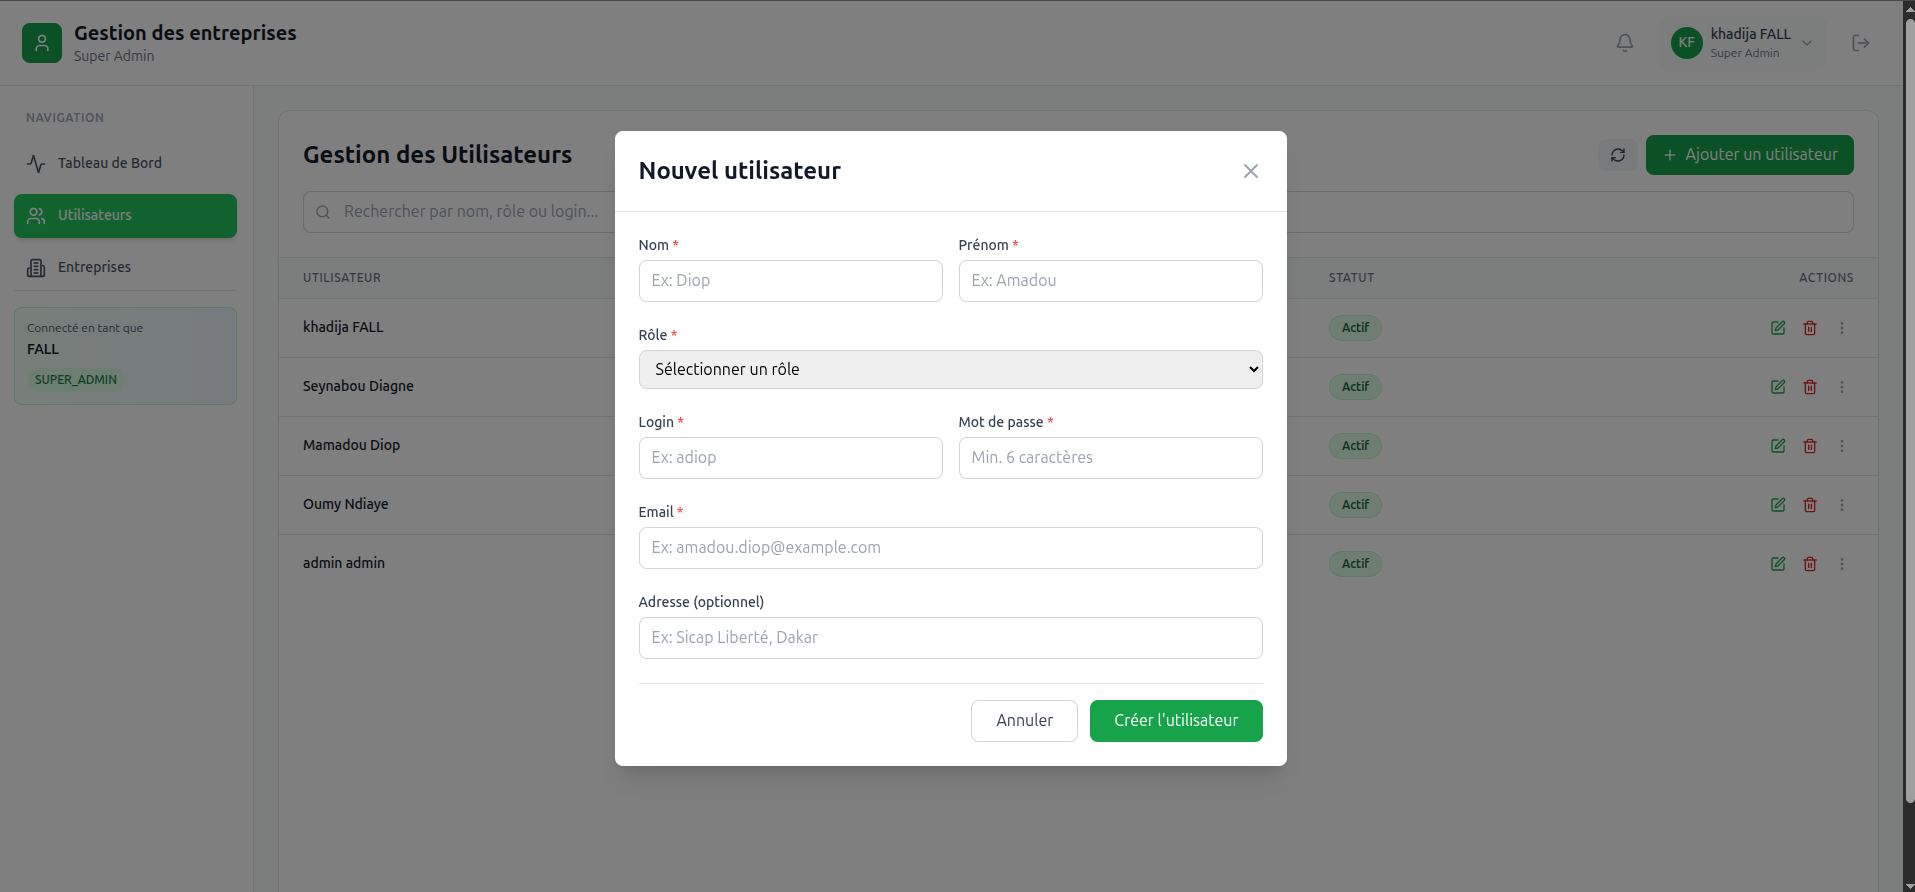 Gestion des entreprises
Super Admin
KF
khadija FALL
Super Admin
NAVIGATION
Tableau de Bord
Utilisateurs
Entreprises
Connecté en tant que
FALL
SUPER_ADMIN
Gestion des Utilisateurs
+ Ajouter un utilisateur
Rechercher par nom, rôle ou login...
UTILISATEUR
STATUT
ACTIONS
khadija FALL
Actif
Seynabou Diagne
Actif
Mamadou Diop
Actif
Oumy Ndiaye
Actif
admin admin
Actif
Nouvel utilisateur
Nom *
Prénom *
Ex: Diop
Ex: Amadou
Rôle *
Sélectionner un rôle
Login *
Mot de passe *
Ex: adiop
Min. 6 caractères
Email *
Ex: amadou.diop@example.com
Adresse (optionnel)
Ex: Sicap Liberté, Dakar
Annuler
Créer l'utilisateur